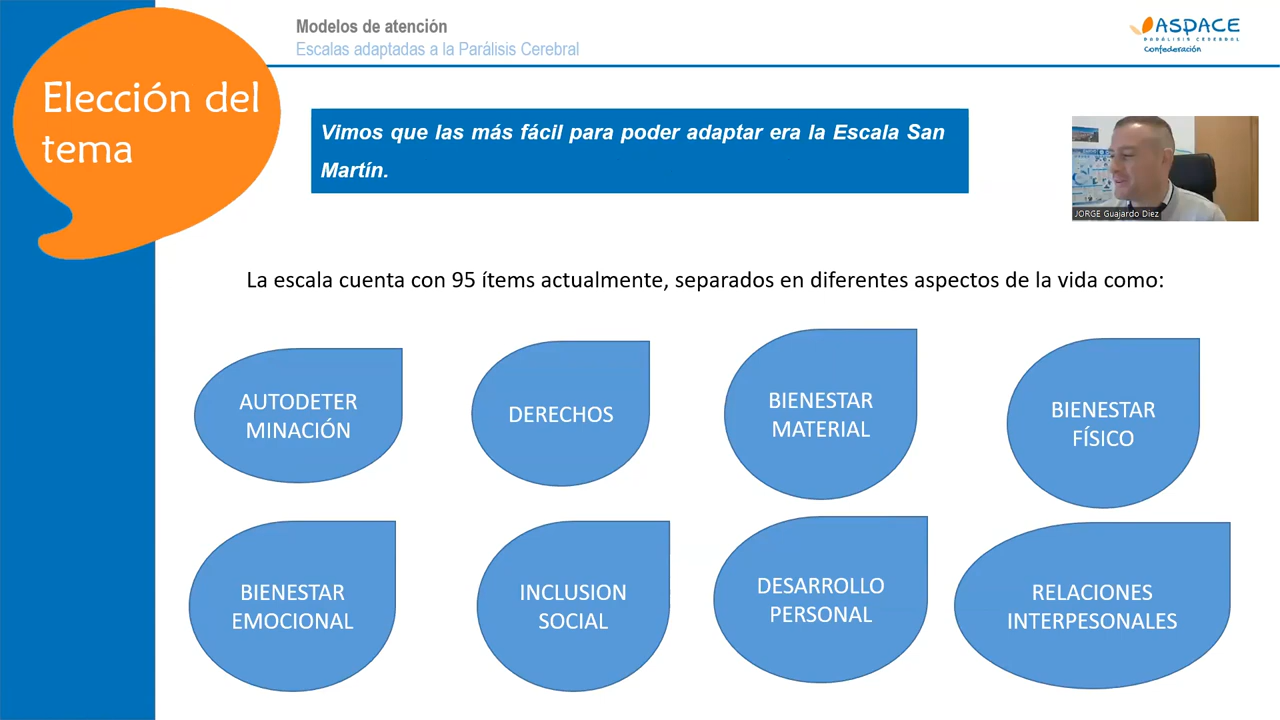 Modelos de atención
Escalas adaptadas a la Parálisis Cerebral
ASPACE
PARÁLISIS CEREBRAL
Confederación
Elección del
tema
Vimos que las más fácil para poder adaptar era la Escala San
Martín.
JORGE Guajardo Diez
La escala cuenta con 95 ítems actualmente, separados en diferentes aspectos de la vida como:
AUTODETER
MINACIÓN
DERECHOS
BIENESTAR
MATERIAL
BIENESTAR
FÍSICO
BIENESTAR
EMOCIONAL
INCLUSION
SOCIAL
DESARROLLO
PERSONAL
RELACIONES
INTERPESONALES